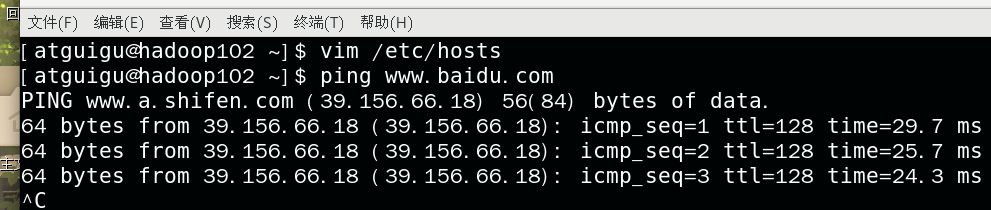 回
文件(F) 编辑(E) 查看(V) 搜索(S) 终端(T) 帮助(H)
[atguigu@hadoop102 ~]$ vim /etc/hosts
[atguigu@hadoop102 ~]$ ping www.baidu.com
PING www.a.shifen.com (39.156.66.18) 56(84) bytes of data.
64 bytes from 39.156.66.18 (39.156.66.18): icmp_seq=1 ttl=128 time=29.7 ms
64 bytes from 39.156.66.18 (39.156.66.18): icmp_seq=2 ttl=128 time=25.7 ms
主
64 bytes from 39.156.66.18 (39.156.66.18): icmp_seq=3 ttl=128 time=24.3 ms
^C